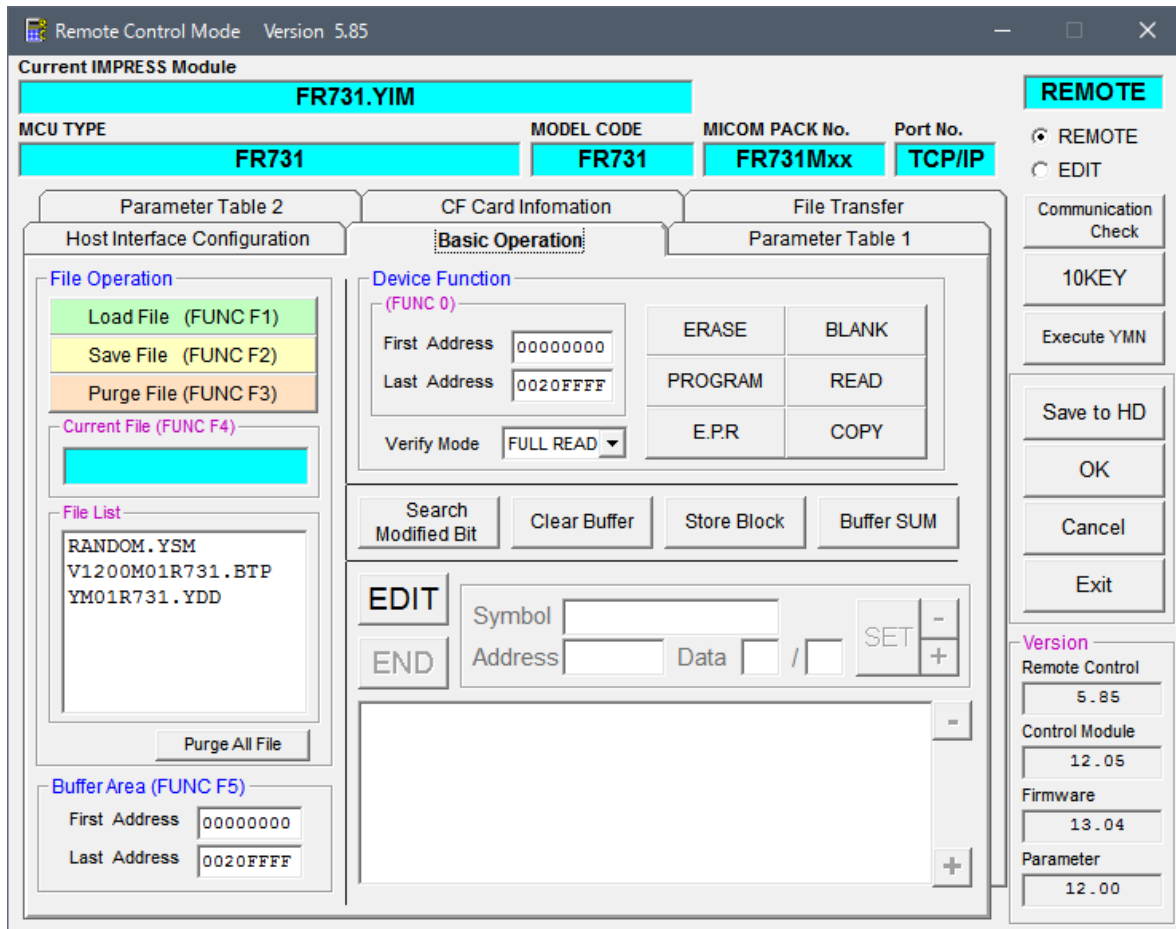 Remote Control Mode Version 5.85
Current IMPRESS Module
FR731.YIM
REMOTE
MCU TYPE
MODEL CODE
MICOM PACK No.
Port No.
FR731
FR731
FR731Mxx
TCP/IP
REMOTE
EDIT
Parameter Table 2
CF Card Infomation
File Transfer
Host Interface Configuration
Basic Operation
Parameter Table 1
Communication
Check
10KEY
Execute YMN
Save to HD
OK
Cancel
Exit
File Operation
Load File (FUNC F1)
Save File (FUNC F2)
Purge File (FUNC F3)
Current File (FUNC F4)
File List
RANDOM.YSM
V1200M01R731.BTP
YM01R731.YDD
Purge All File
Buffer Area (FUNC F5)
First Address 00000000
Last Address 0020FFFF
Device Function
(FUNC 0)
First Address 00000000
Last Address 0020FFFF
Verify Mode FULL READ
ERASE
BLANK
PROGRAM
READ
E.P.R
COPY
Search
Modified Bit
Clear Buffer
Store Block
Buffer SUM
EDIT
END
Symbol
Address
Data /
SET
-
+
-
+
Version
Remote Control
5.85
Control Module
12.05
Firmware
13.04
Parameter
12.00